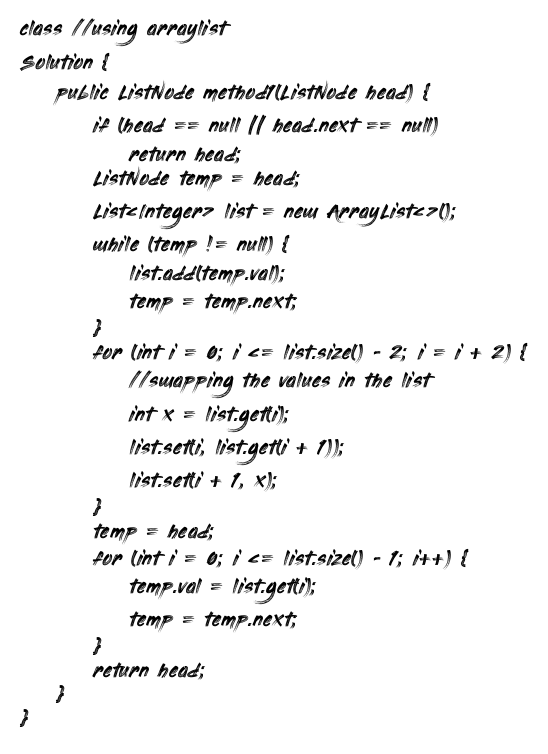 class //using arraylist
Solution {
public ListNode method1(ListNode head) {
if (head == null || head.next == null)
return head;
ListNode temp = head;
List<Integer> list = new ArrayList<>();
while (temp != null) {
list.add(temp.val);
temp = temp.next;
}
for (int i = 0; i <= list.size() - 2; i = i + 2) {
//swapping the values in the list
int x = list.get(i);
list.set(i, list.get(i + 1));
list.set(i + 1, x);
}
temp = head;
for (int i = 0; i <= list.size() - 1; i++) {
temp.val = list.get(i);
temp = temp.next;
}
return head;
}
}